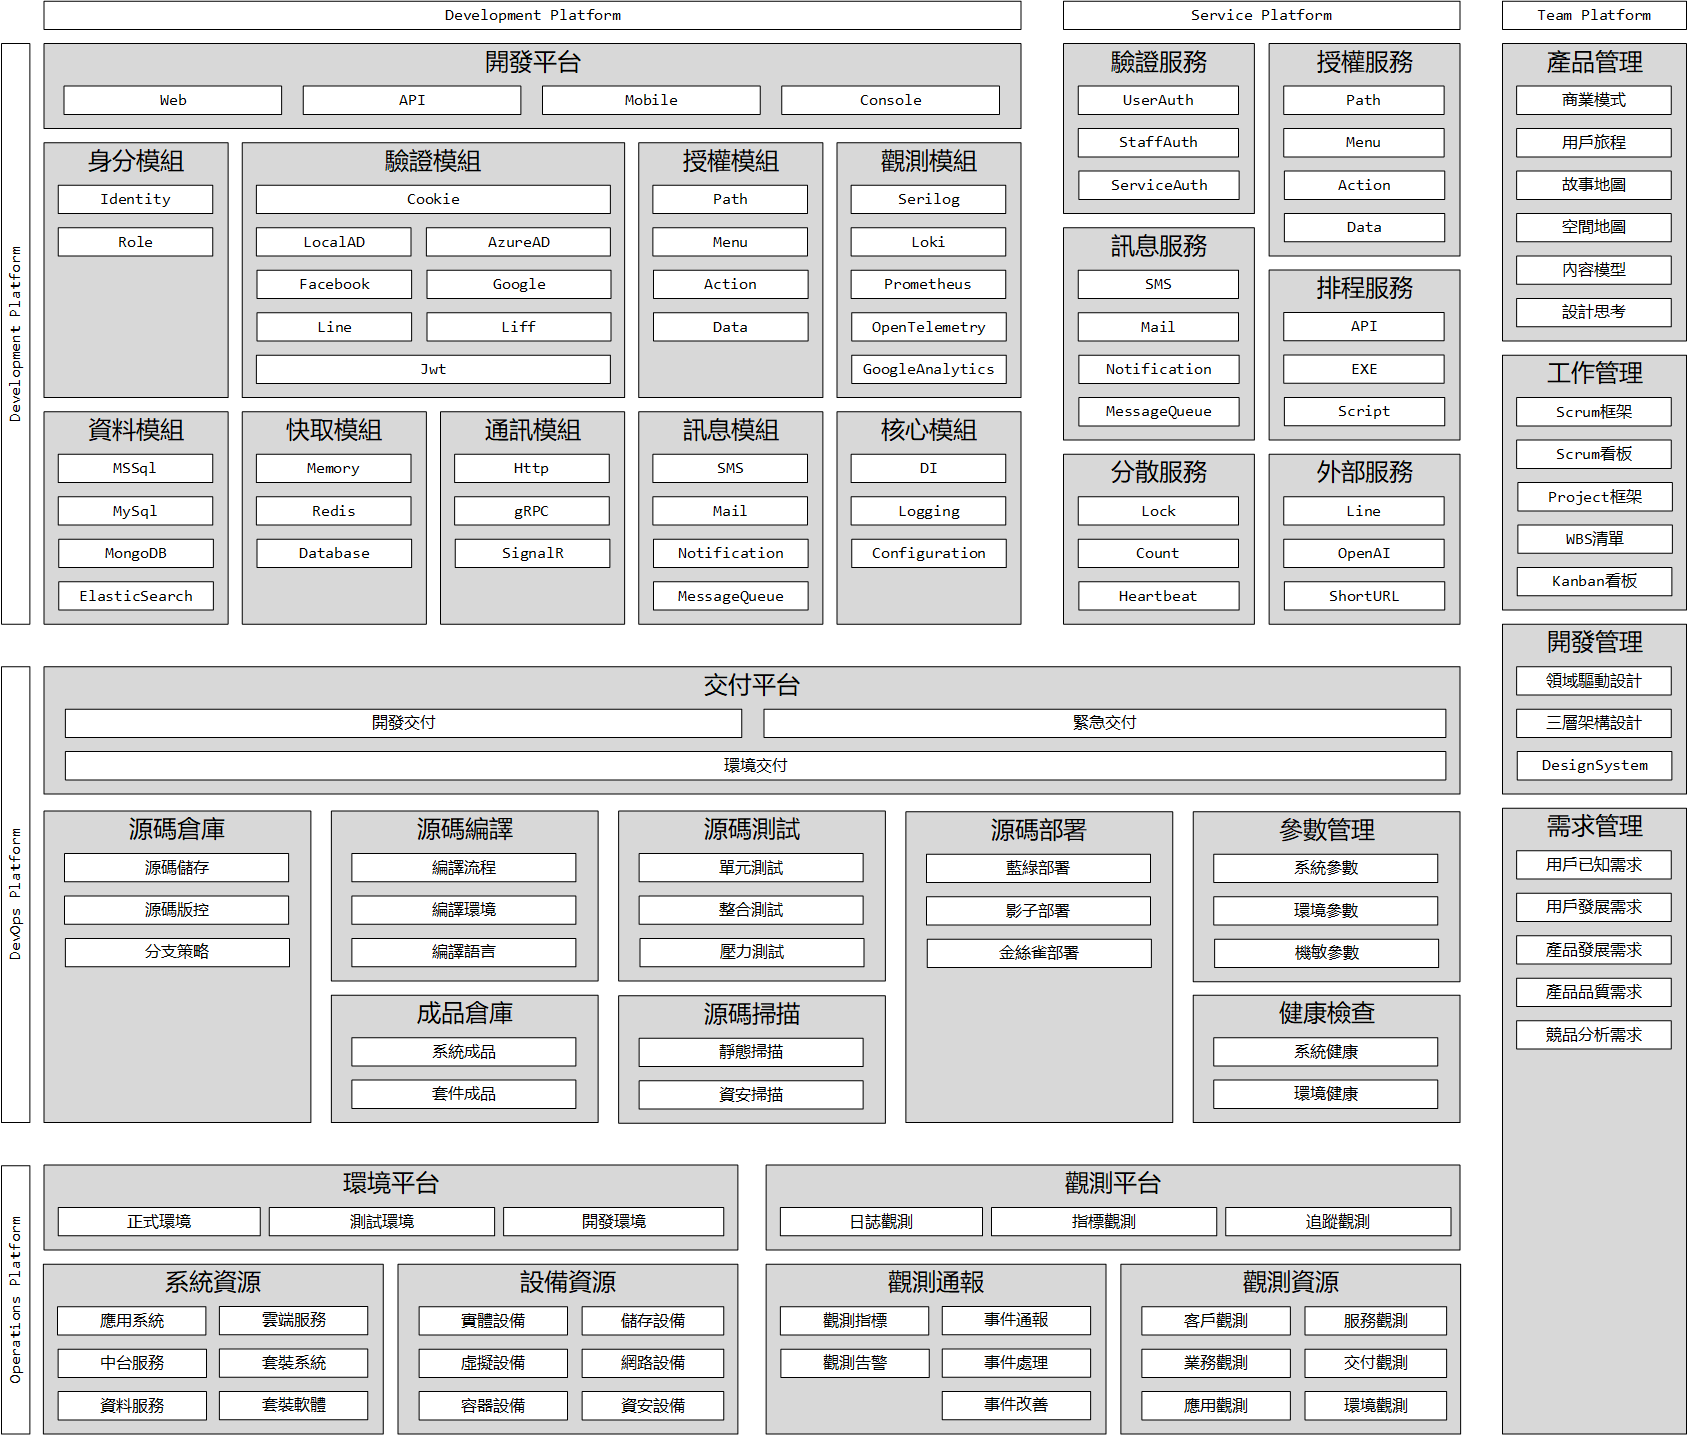 Development Platform
Service Platform
Team Platform
Development Platform
開發平台
Web
API
Mobile
Console
身分模組
Identity
Role
驗證模組
Cookie
LocalAD
AzureAD
Facebook
Google
Line
Liff
Jwt
授權模組
Path
Menu
Action
Data
觀測模組
Serilog
Loki
Prometheus
OpenTelemetry
GoogleAnalytics
資料模組
MSSql
MySql
MongoDB
ElasticSearch
快取模組
Memory
Redis
Database
通訊模組
Http
gRPC
SignalR
訊息模組
SMS
Mail
Notification
MessageQueue
核心模組
DI
Logging
Configuration
驗證服務
UserAuth
StaffAuth
ServiceAuth
授權服務
Path
Menu
Action
Data
訊息服務
SMS
Mail
Notification
MessageQueue
排程服務
API
EXE
Script
分散服務
Lock
Count
Heartbeat
外部服務
Line
OpenAI
ShortURL
產品管理
商業模式
用戶旅程
故事地圖
空間地圖
內容模型
設計思考
工作管理
Scrum框架
Scrum看板
Project框架
WBS清單
Kanban看板
開發管理
領域驅動設計
三層架構設計
DesignSystem
需求管理
用戶已知需求
用戶發展需求
產品發展需求
產品品質需求
競品分析需求
DevOps Platform
交付平台
開發交付
緊急交付
環境交付
源碼倉庫
源碼儲存
源碼版控
分支策略
源碼編譯
編譯流程
編譯環境
編譯語言
成品倉庫
系統成品
套件成品
源碼測試
單元測試
整合測試
壓力測試
源碼掃描
靜態掃描
資安掃描
源碼部署
藍綠部署
影子部署
金絲雀部署
參數管理
系統參數
環境參數
機敏參數
健康檢查
系統健康
環境健康
Operations Platform
環境平台
正式環境
測試環境
開發環境
觀測平台
日誌觀測
指標觀測
追蹤觀測
系統資源
應用系統
雲端服務
中台服務
套裝系統
資料服務
套裝軟體
設備資源
實體設備
儲存設備
虛擬設備
網路設備
容器設備
資安設備
觀測通報
觀測指標
事件通報
觀測告警
事件處理
事件改善
觀測資源
客戶觀測
服務觀測
業務觀測
交付觀測
應用觀測
環境觀測